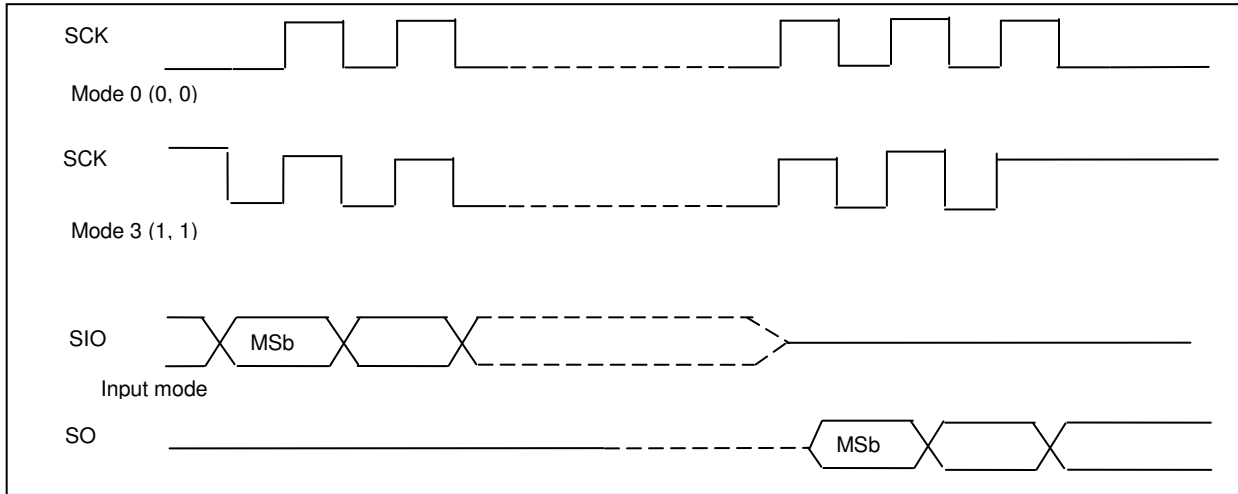 SCK
Mode 0 (0, 0)
SCK
Mode 3 (1, 1)
SIO
MSb
Input mode
SO
MSb